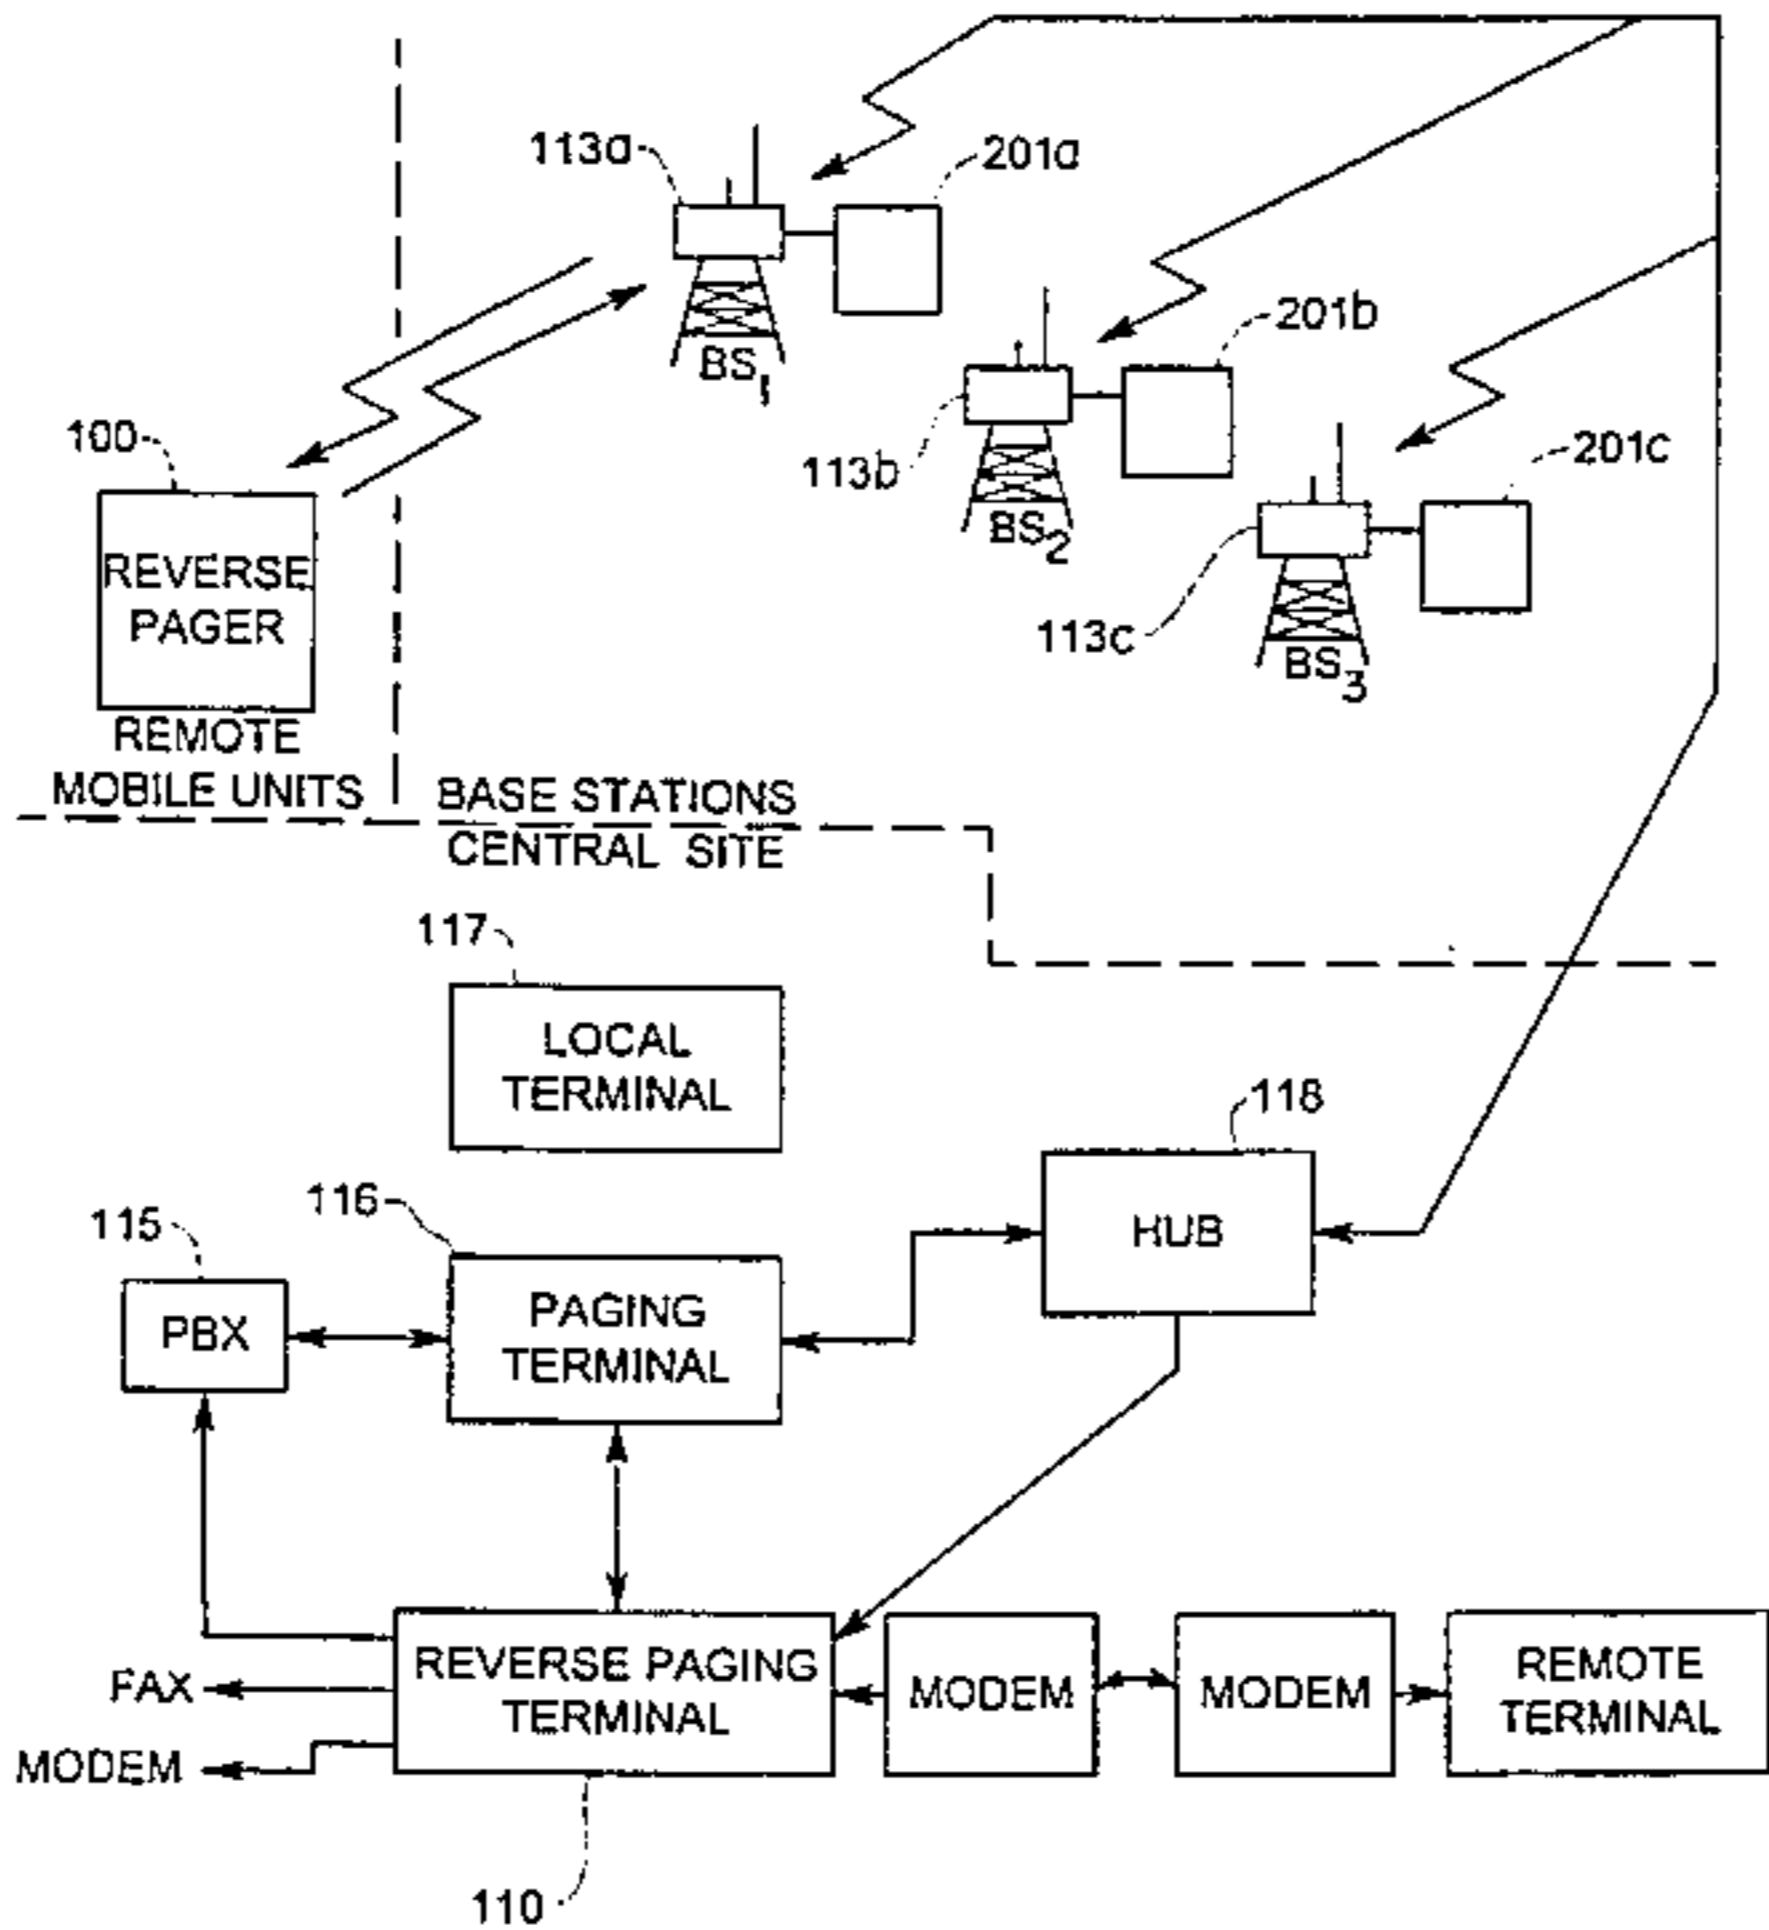 113a
201a
BS1
201b
113b
BS2
201c
113c
BS3
100
REVERSE
PAGER
REMOTE
MOBILE UNITS
BASE STATIONS
CENTRAL SITE
117
LOCAL
TERMINAL
118
HUB
116
115
PBX
PAGING
TERMINAL
REVERSE PAGING
TERMINAL
FAX
MODEM
MODEM
MODEM
REMOTE
TERMINAL
110